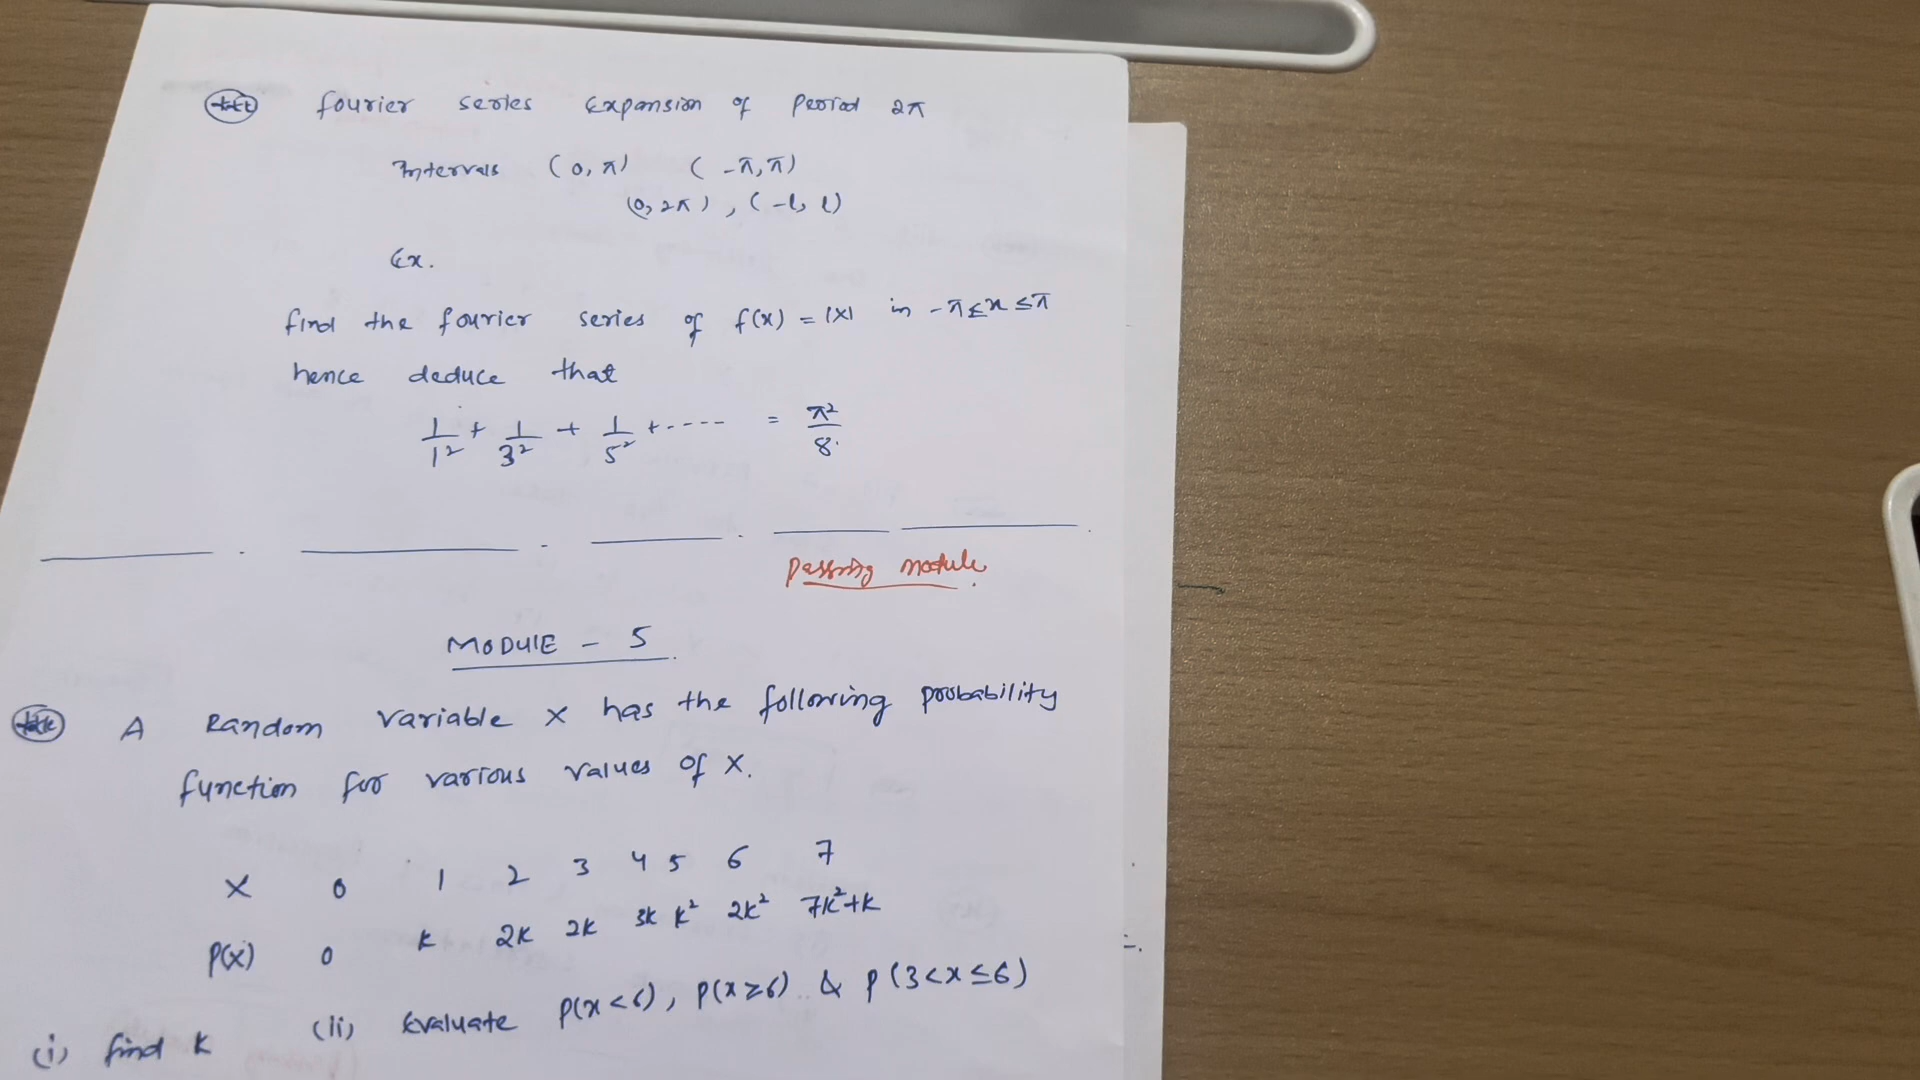 fourier series Expansion of period 2π
Intervals (0, π) (-π, π)
(0, 2π), (-l, l)
Ex.
find the fourier series of f(x) = |x| in -π ≤ x ≤ π
hence deduce that
1/1² + 1/3² + 1/5² + ---- = π²/8.
Passing module.
MODULE - 5
A Random variable X has the following probability
function for various values of X.
X 0 1 2 3 4 5 6 7
P(x) 0 k 2k 2k 3k k² 2k² 7k²+k
(i) find k (ii) Evaluate P(x < 6), P(x ≥ 6) & P(3 < x ≤ 6)